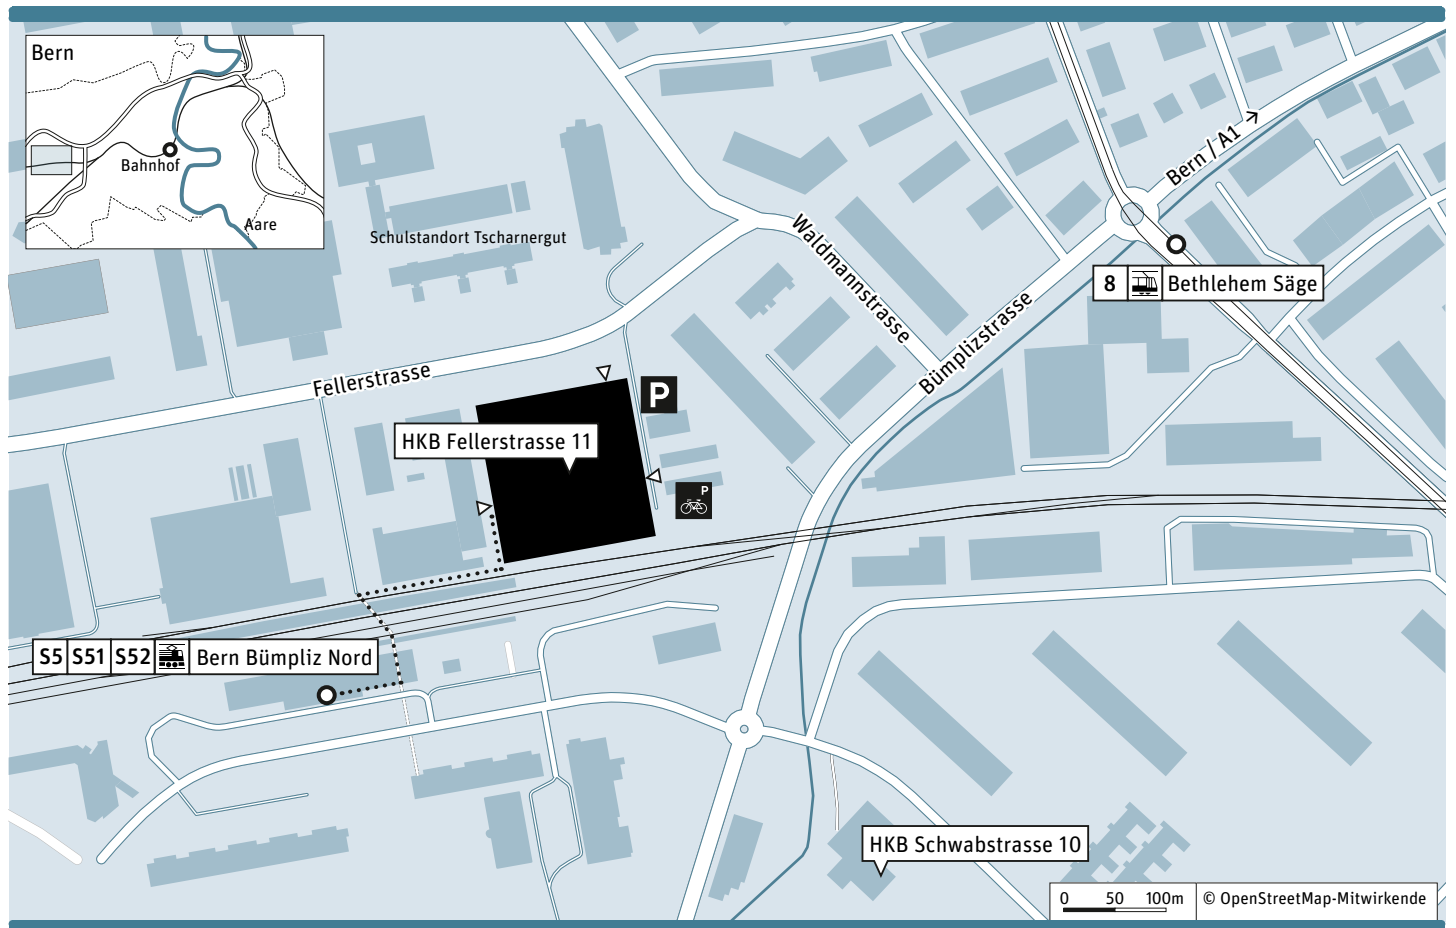 Bern
Bahnhof
Aare
Schulstandort Tscharnergut
Waldmannstrasse
Bern / A1
8 Bethlehem Säge
Bümplizstrasse
Fellerstrasse
P
HKB Fellerstrasse 11
P
S5 S51 S52 Bern Bümpliz Nord
HKB Schwabstrasse 10
0 50 100m
© OpenStreetMap-Mitwirkende